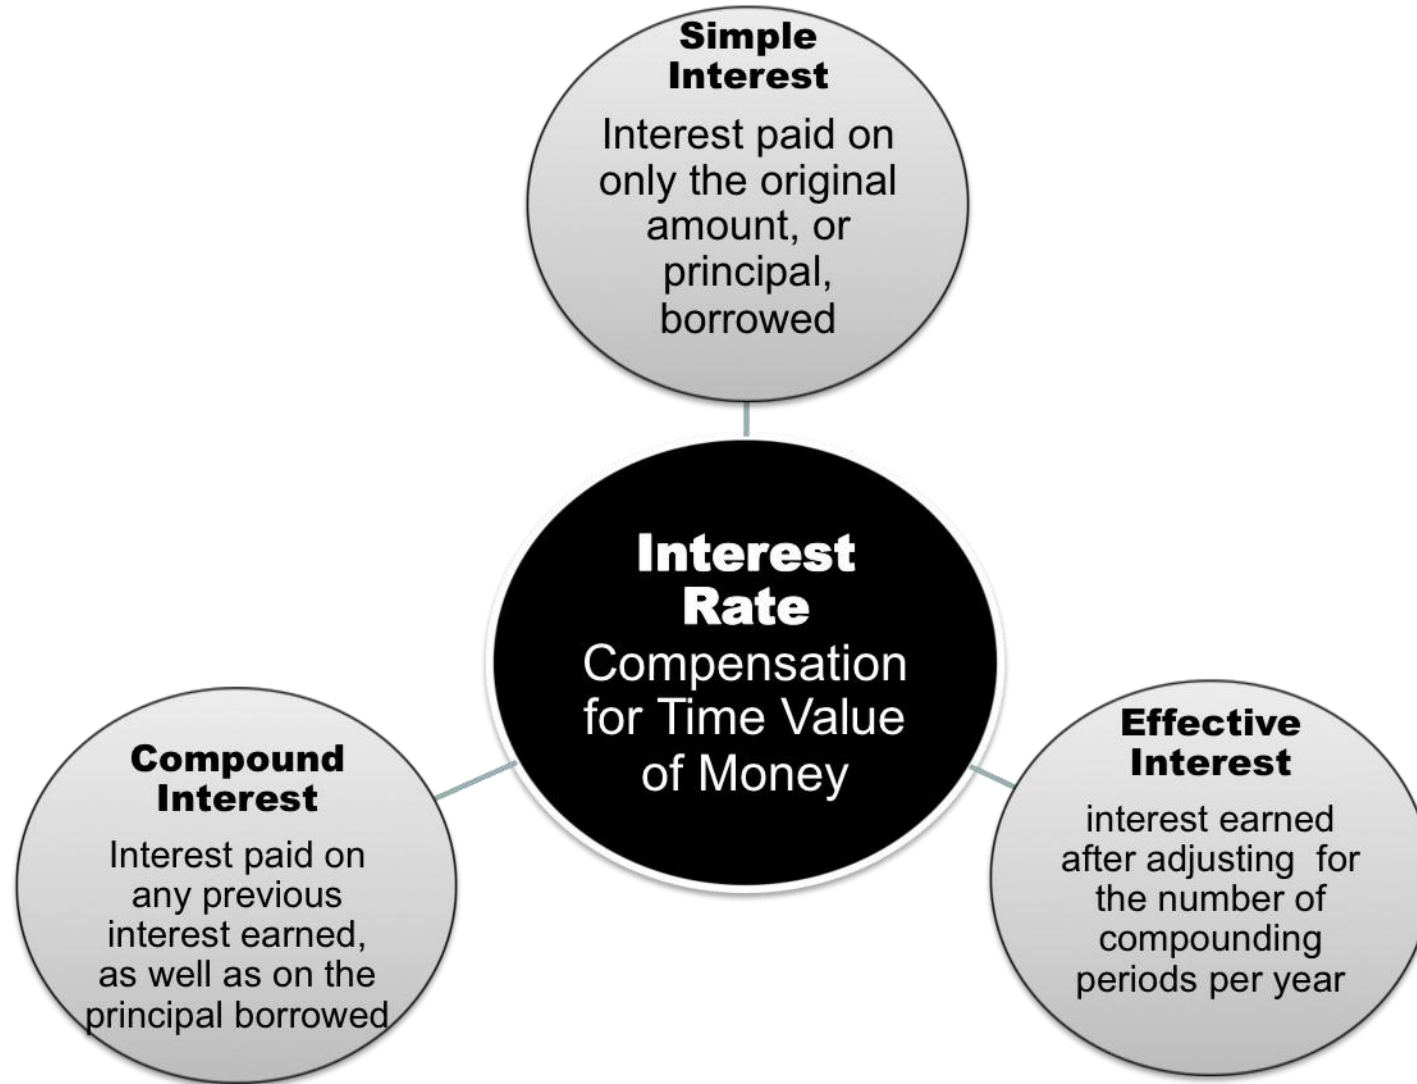 Simple
Interest
Interest paid on
only the original
amount, or
principal,
borrowed
Interest
Rate
Compensation
for Time Value
of Money
Compound
Interest
Interest paid on
any previous
interest earned,
as well as on the
principal borrowed
Effective
Interest
interest earned
after adjusting  for
the number of
compounding
periods per year